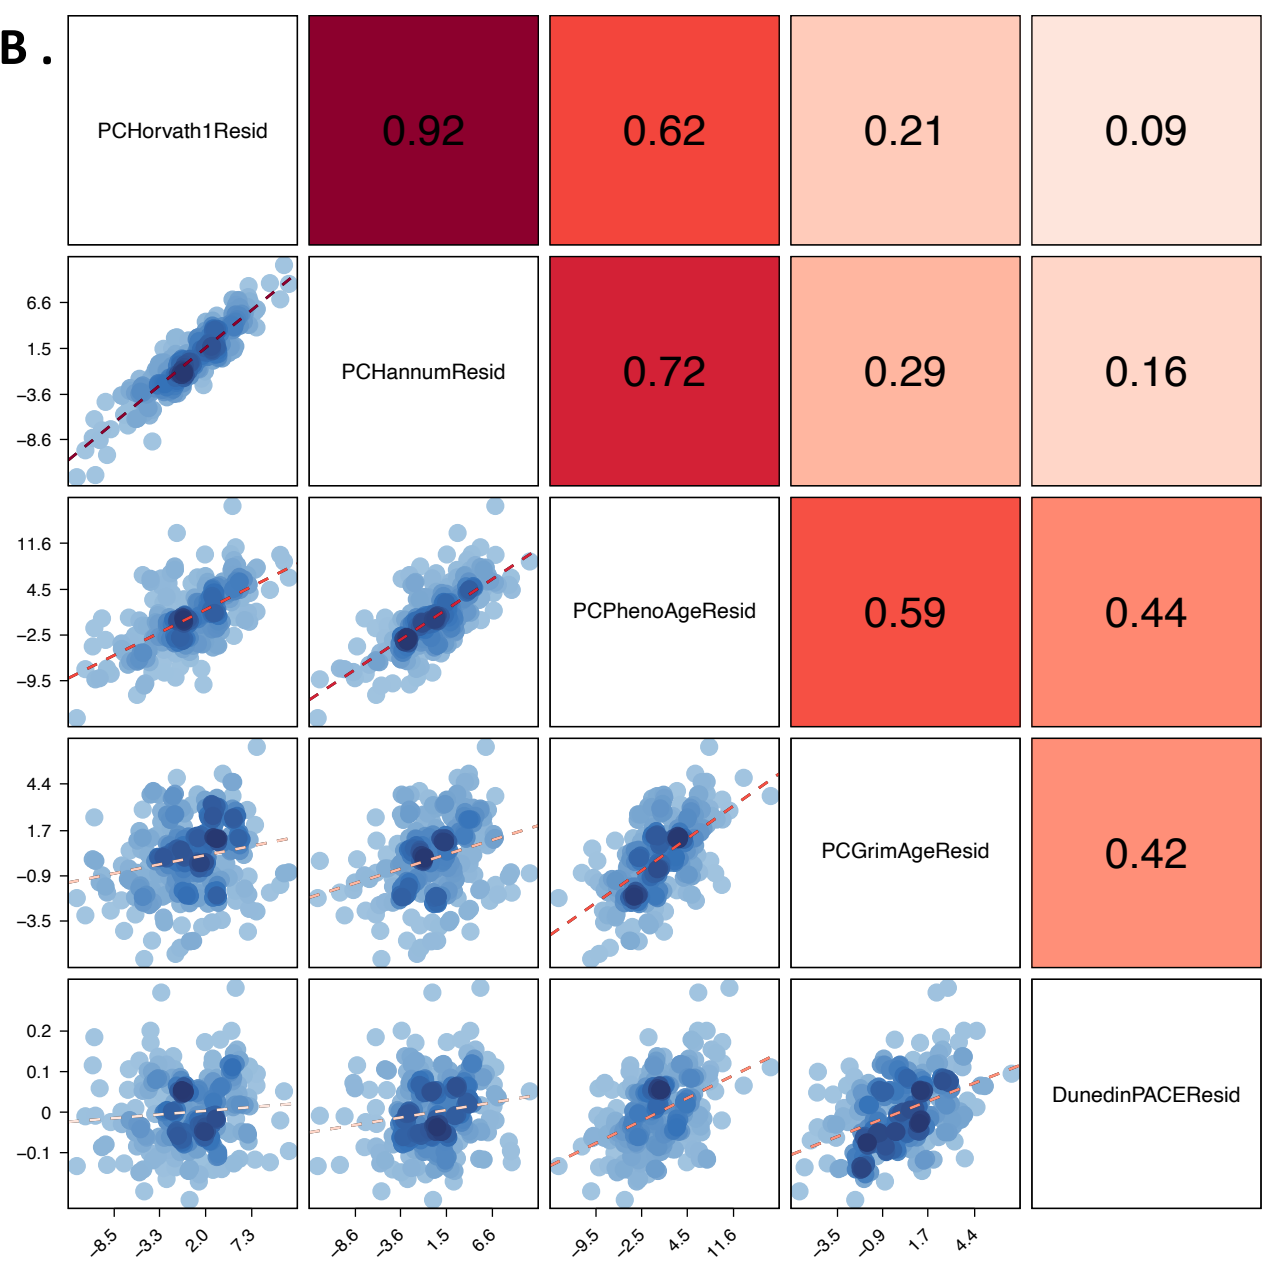 B .
PCHorvath1Resid 0.92 0.62 0.21 0.09
6.6
1.5
−3.6
−8.6
PCHannumResid 0.72 0.29 0.16
11.6
4.5
−2.5
−9.5
PCPhenoAgeResid 0.59 0.44
4.4
1.7
−0.9
−3.5
PCGrimAgeResid 0.42
0.2
0.1
0
−0.1
DunedinPACEResid
−8.5 −3.3 2.0 7.3 −8.6 −3.6 1.5 6.6 −9.5 −2.5 4.5 11.6 −3.5 −0.9 1.7 4.4